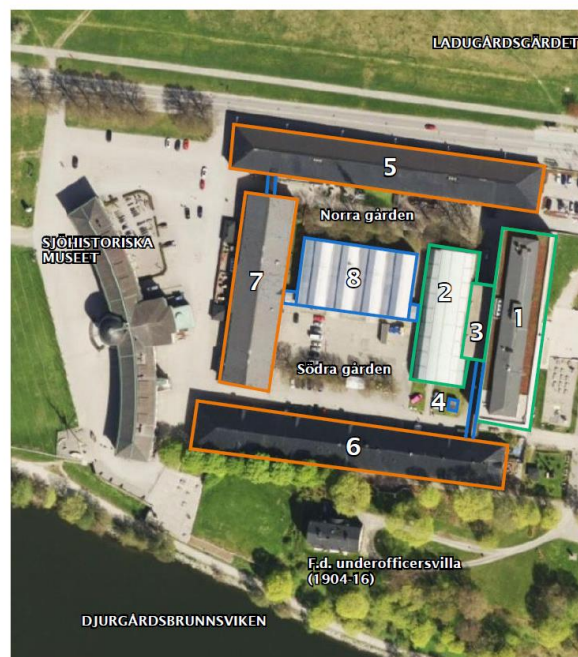 LADUGÅRDSGÄRDET
5
Norra gården
SJÖHISTORISKA
MUSEET
7
8
2
3
1
Södra gården
4
6
F.d. underofficersvilla
(1904-16)
DJURGÅRDSBRUNNSVIKEN